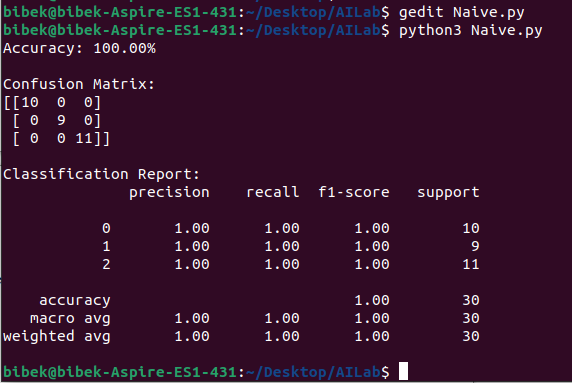 bibek@bibek-Aspire-ES1-431:~/Desktop/AILab$ gedit Naive.py
bibek@bibek-Aspire-ES1-431:~/Desktop/AILab$ python3 Naive.py
Accuracy: 100.00%
Confusion Matrix:
[[10  0  0]
 [ 0  9  0]
 [ 0  0 11]]
Classification Report:
              precision    recall  f1-score   support
           0       1.00      1.00      1.00        10
           1       1.00      1.00      1.00         9
           2       1.00      1.00      1.00        11
    accuracy                           1.00        30
   macro avg       1.00      1.00      1.00        30
weighted avg       1.00      1.00      1.00        30
bibek@bibek-Aspire-ES1-431:~/Desktop/AILab$